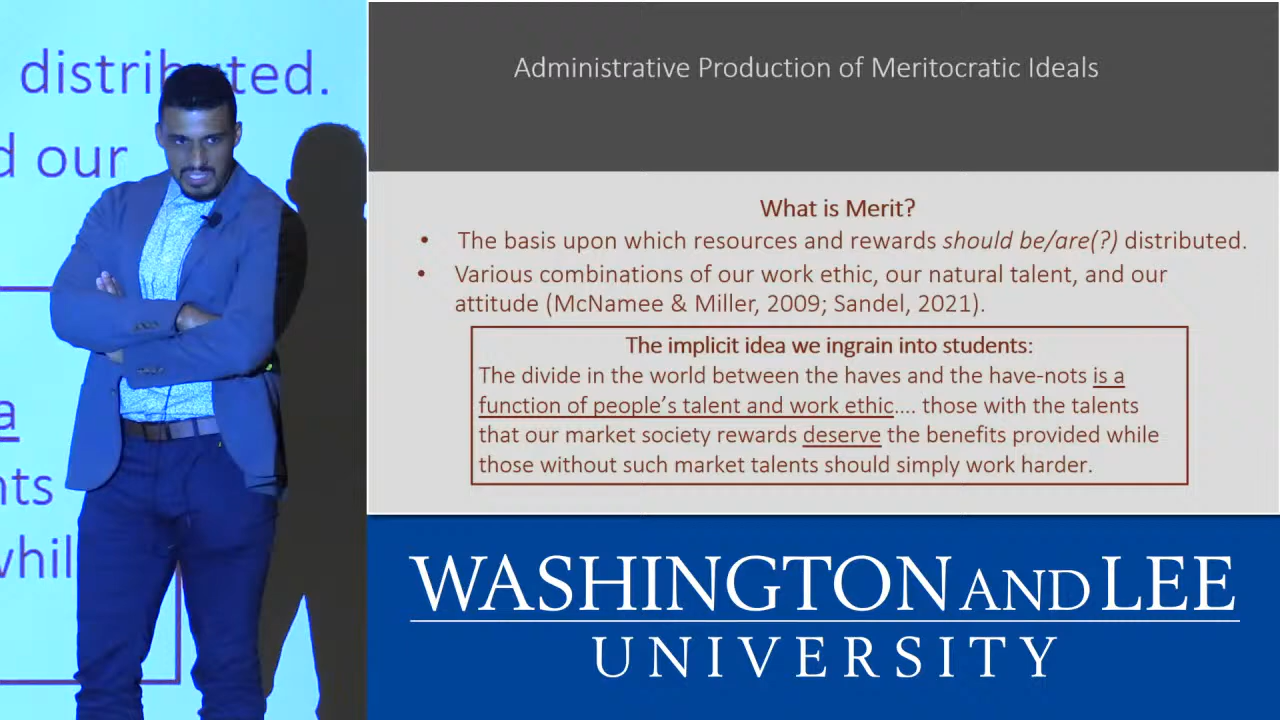 distributed.
d our
a
nts
whil
Administrative Production of Meritocratic Ideals
What is Merit?
• The basis upon which resources and rewards should be/are(?) distributed.
• Various combinations of our work ethic, our natural talent, and our
attitude (McNamee & Miller, 2009; Sandel, 2021).
The implicit idea we ingrain into students:
The divide in the world between the haves and the have-nots is a
function of people’s talent and work ethic.... those with the talents
that our market society rewards deserve the benefits provided while
those without such market talents should simply work harder.
WASHINGTON AND LEE
UNIVERSITY